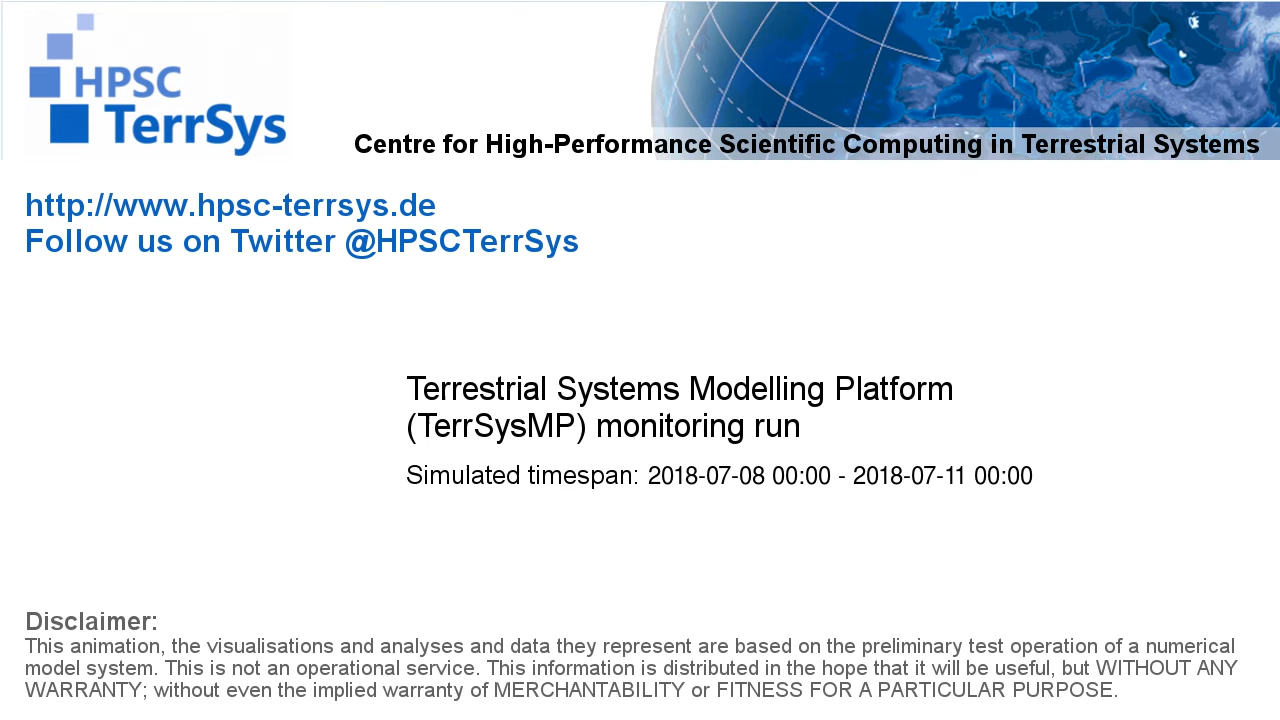 HPSC
TerrSys
Centre for High-Performance Scientific Computing in Terrestrial Systems
http://www.hpsc-terrsys.de
Follow us on Twitter @HPSCTerrSys
Terrestrial Systems Modelling Platform
(TerrSysMP) monitoring run
Simulated timespan: 2018-07-08 00:00 - 2018-07-11 00:00
Disclaimer:
This animation, the visualisations and analyses and data they represent are based on the preliminary test operation of a numerical
model system. This is not an operational service. This information is distributed in the hope that it will be useful, but WITHOUT ANY
WARRANTY; without even the implied warranty of MERCHANTABILITY or FITNESS FOR A PARTICULAR PURPOSE.